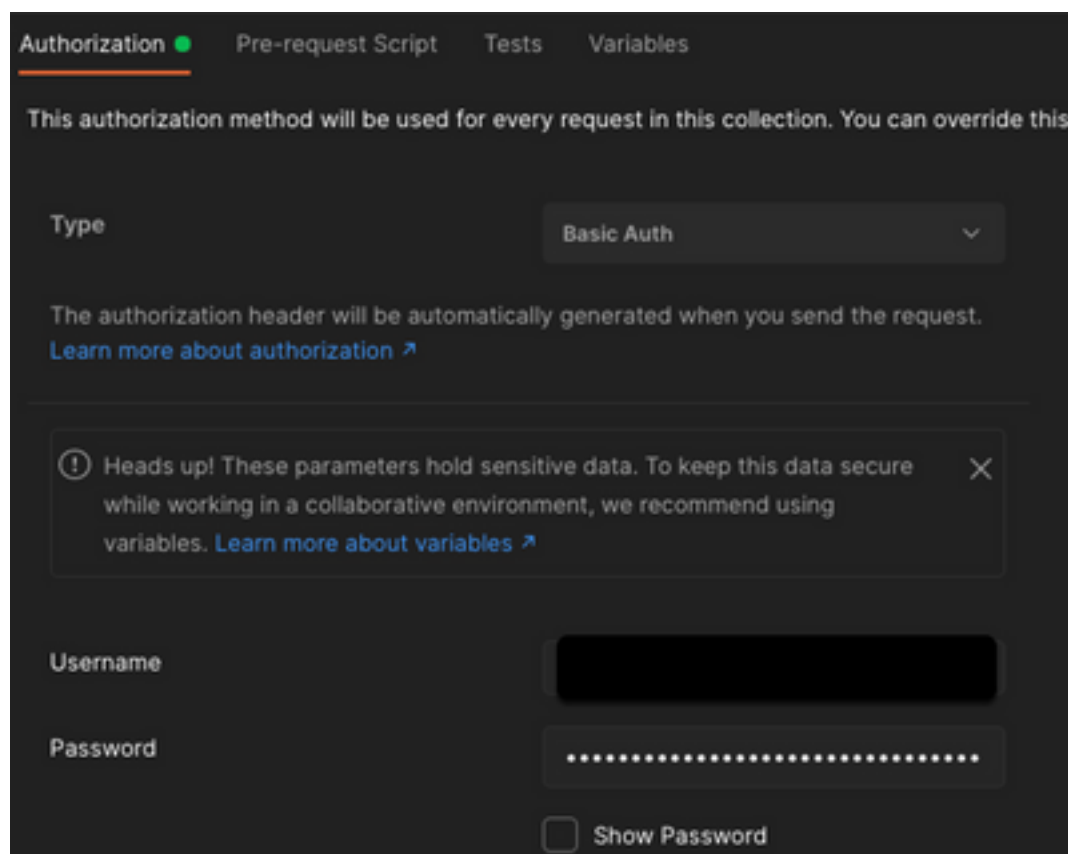 Authorization Pre-request Script Tests Variables
This authorization method will be used for every request in this collection. You can override this
Type Basic Auth
The authorization header will be automatically generated when you send the request.
Learn more about authorization ↗
Heads up! These parameters hold sensitive data. To keep this data secure
while working in a collaborative environment, we recommend using
variables. Learn more about variables ↗
Username
Password ••••••••••••••••••••••••••••••••
Show Password